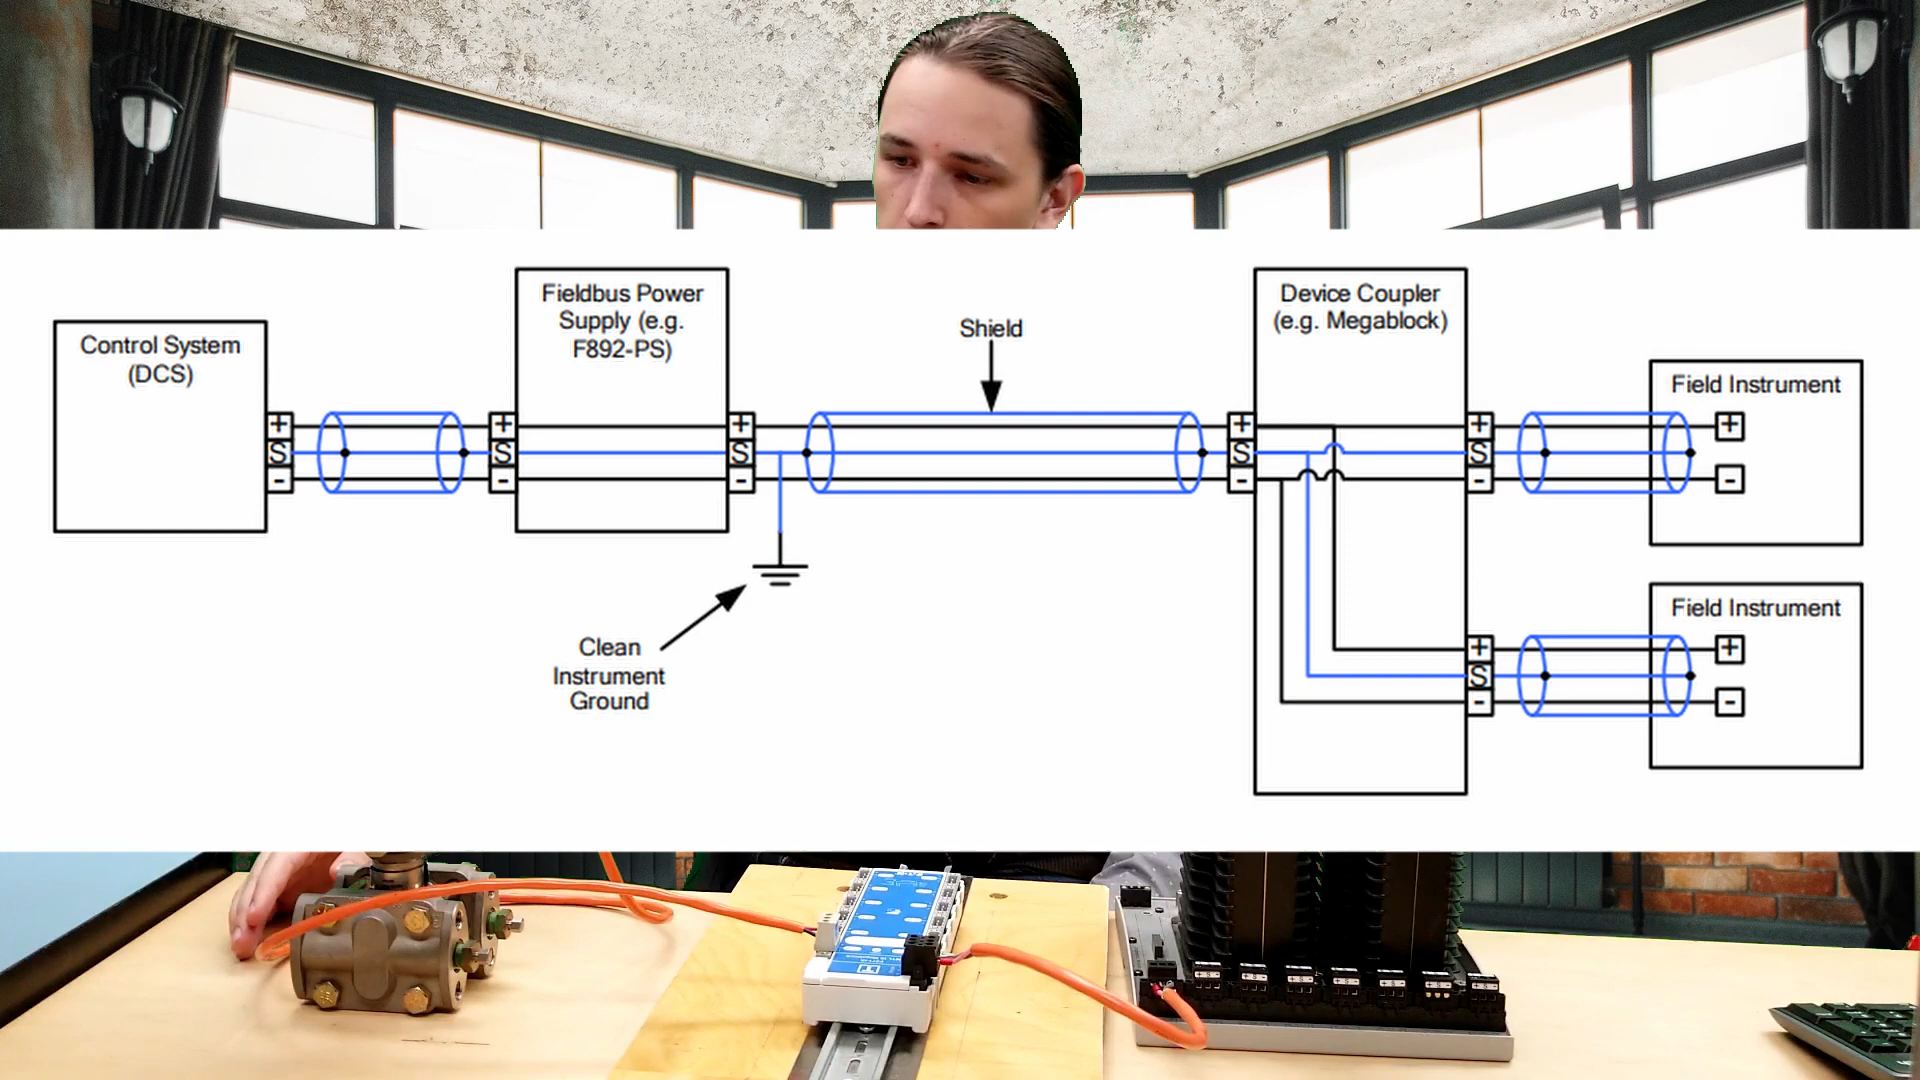 Control System
(DCS)
+
S
-
+
S
-
Fieldbus Power
Supply (e.g.
F892-PS)
+
S
-
Shield
Clean
Instrument
Ground
+
S
-
Device Coupler
(e.g. Megablock)
+
S
-
+
S
-
Field Instrument
+
-
Field Instrument
+
-